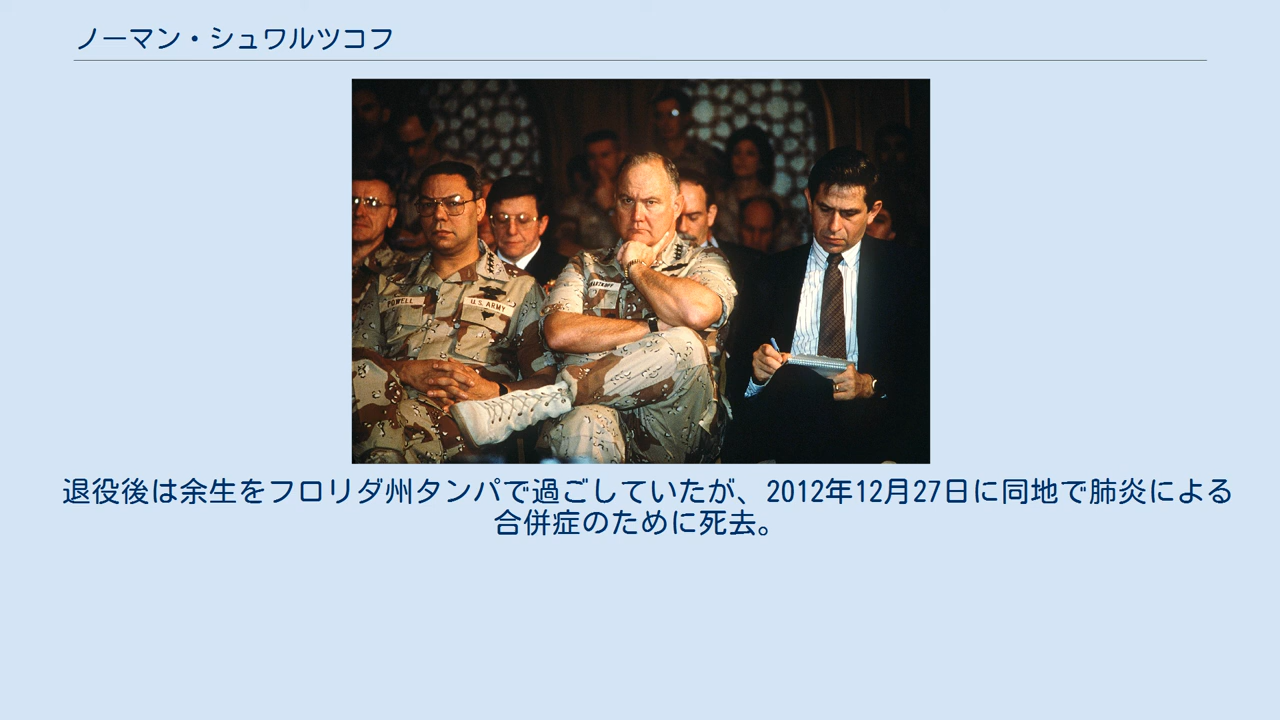 ノーマン・シュワルツコフ
POWELL
U.S. ARMY
退役後は余生をフロリダ州タンパで過ごしていたが、2012年12月27日に同地で肺炎による
合併症のために死去。